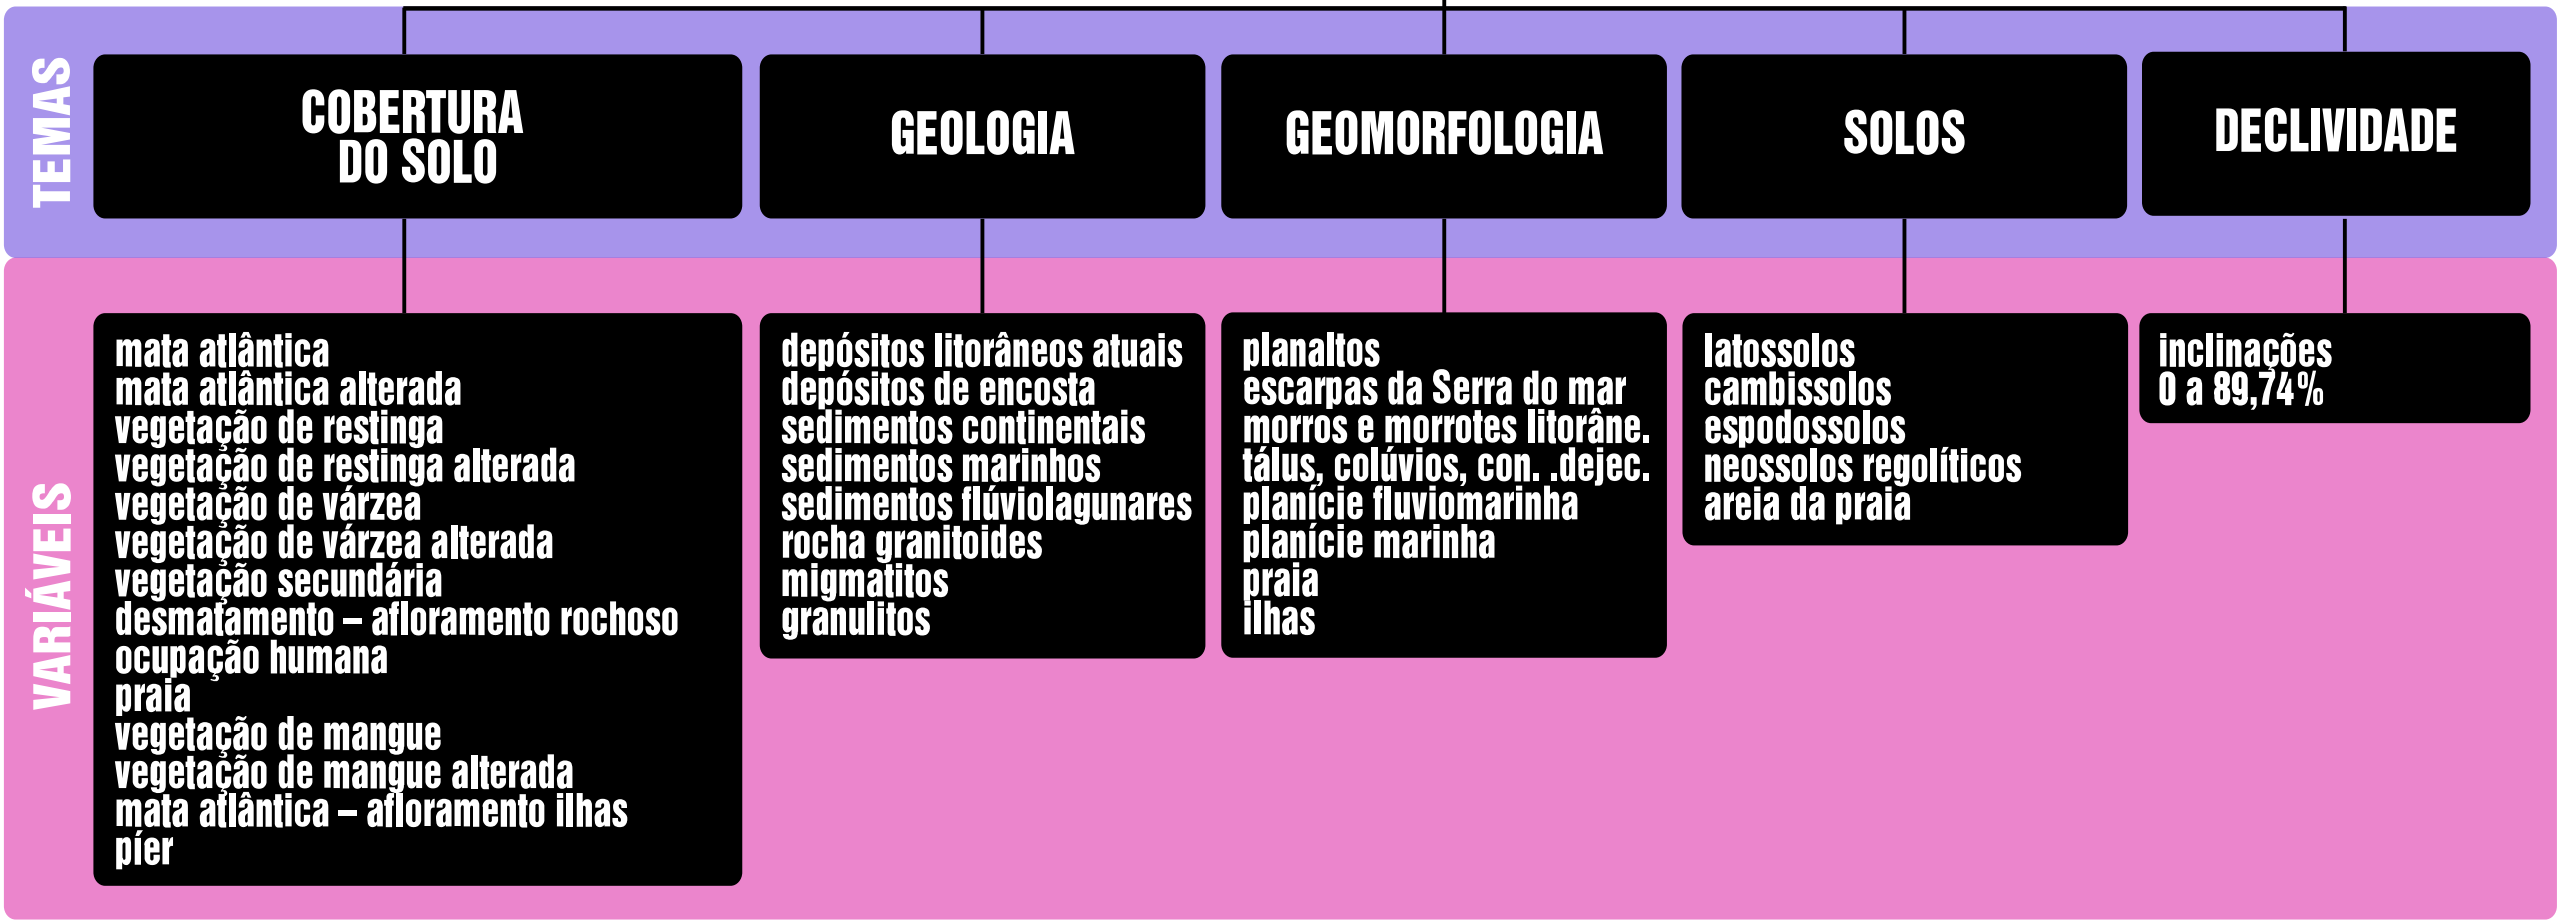 TEMAS
COBERTURA
DO SOLO
GEOLOGIA
GEOMORFOLOGIA
SOLOS
DECLIVIDADE
VARIÁVEIS
mata atlântica
mata atlântica alterada
vegetação de restinga
vegetação de restinga alterada
vegetação de várzea
vegetação de várzea alterada
vegetação secundária
desmatamento – afloramento rochoso
ocupação humana
praia
vegetação de mangue
vegetação de mangue alterada
mata atlântica – afloramento ilhas
píer
depósitos litorâneos atuais
depósitos de encosta
sedimentos continentais
sedimentos marinhos
sedimentos flúviolagunares
rocha granitoides
migmatitos
granulitos
planaltos
escarpas da Serra do mar
morros e morrotes litorâne.
tálus, colúvios, con. .dejec.
planície fluviomarinha
planície marinha
praia
ilhas
latossolos
cambissolos
espodossolos
neossolos regolíticos
areia da praia
inclinações
0 a 89,74%